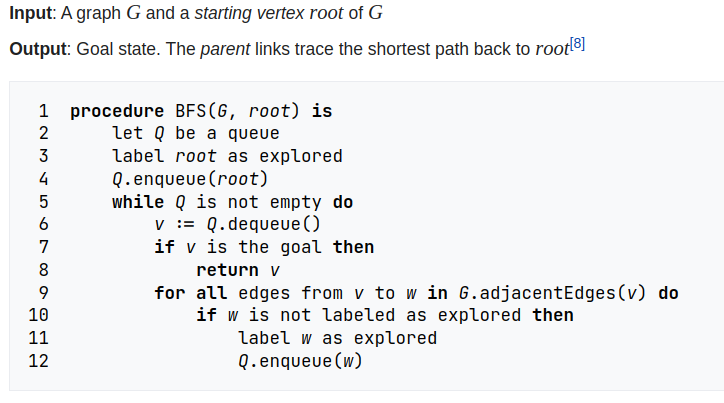 Input: A graph G and a starting vertex root of G
Output: Goal state. The parent links trace the shortest path back to root[8]
1 procedure BFS(G, root) is
2     let Q be a queue
3     label root as explored
4     Q.enqueue(root)
5     while Q is not empty do
6         v := Q.dequeue()
7         if v is the goal then
8             return v
9         for all edges from v to w in G.adjacentEdges(v) do
10             if w is not labeled as explored then
11                 label w as explored
12                 Q.enqueue(w)